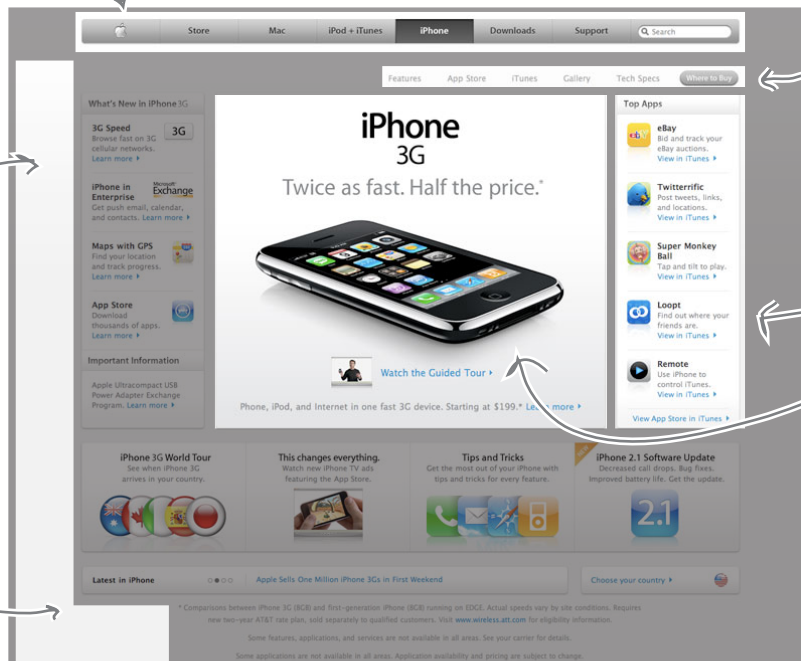 Store Mac iPod + iTunes iPhone Downloads Support Search
Features App Store iTunes Gallery Tech Specs Where to Buy
What's New in iPhone 3G
3G Speed
Browse fast on 3G
cellular networks.
Learn more
3G
iPhone in
Enterprise
Get push email, calendar,
and contacts. Learn more
Microsoft
Exchange
Maps with GPS
Find your location
and track progress.
Learn more
App Store
Download
thousands of apps.
Learn more
Important Information
Apple Ultracompact USB
Power Adapter Exchange
Program. Learn more
iPhone
3G
Twice as fast. Half the price.*
Watch the Guided Tour
Phone, iPod, and Internet in one fast 3G device. Starting at $199.* Learn more
Top Apps
eBay
Bid and track your
eBay auctions.
View in iTunes
Twitterrific
Post tweets, links,
and locations.
View in iTunes
Super Monkey
Ball
Tap and tilt to play.
View in iTunes
Loopt
Find out where your
friends are.
View in iTunes
Remote
Use iPhone to
control iTunes.
View in iTunes
View App Store in iTunes
iPhone 3G World Tour
See when iPhone 3G
arrives in your country.
This changes everything.
Watch new iPhone TV ads
featuring the App Store.
Tips and Tricks
Get the most out of your iPhone with
tips and tricks for every feature.
NEW
iPhone 2.1 Software Update
Decreased call drops. Bug fixes.
Improved battery life. Get the update.
2.1
Latest in iPhone Apple Sells One Million iPhone 3Gs in First Weekend Choose your country
* Comparisons between iPhone 3G (8GB) and first-generation iPhone (8GB) running on EDGE. Actual speeds vary by site conditions. Requires
new two-year AT&T rate plan, sold separately to qualified customers. Visit www.wireless.att.com for eligibility information.
Some features, applications, and services are not available in all areas. See your carrier for details.
Some applications are not available in all areas. Application availability and pricing are subject to change.